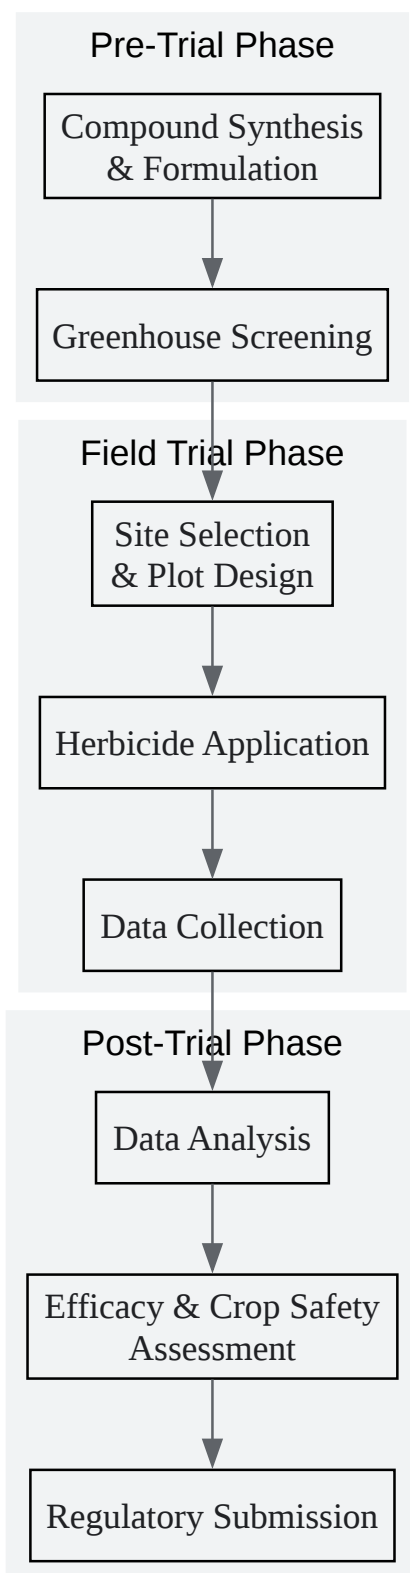 Pre-Trial Phase
Compound Synthesis
& Formulation
Greenhouse Screening
Field Trial Phase
Site Selection
& Plot Design
Herbicide Application
Data Collection
Post-Trial Phase
Data Analysis
Efficacy & Crop Safety
Assessment
Regulatory Submission